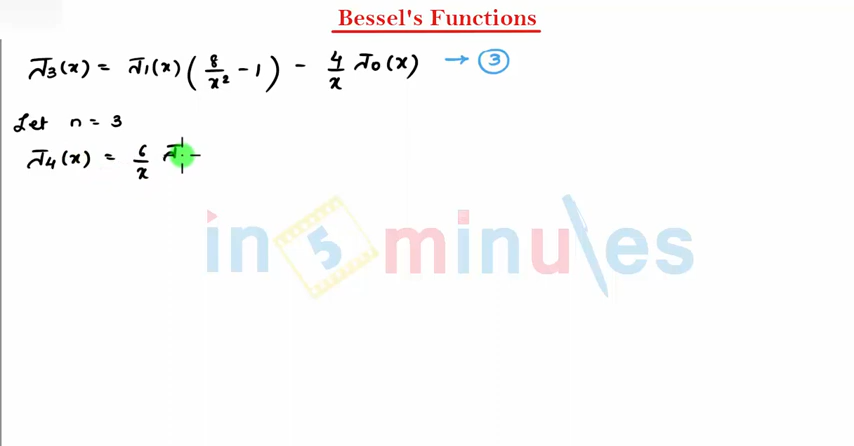 Bessel's Functions
J₃(x) = J₁(x) ( 8/x² - 1 ) - 4/x J₀(x) → ③
Let n = 3
J₄(x) = 6/x J
in 5 minutes